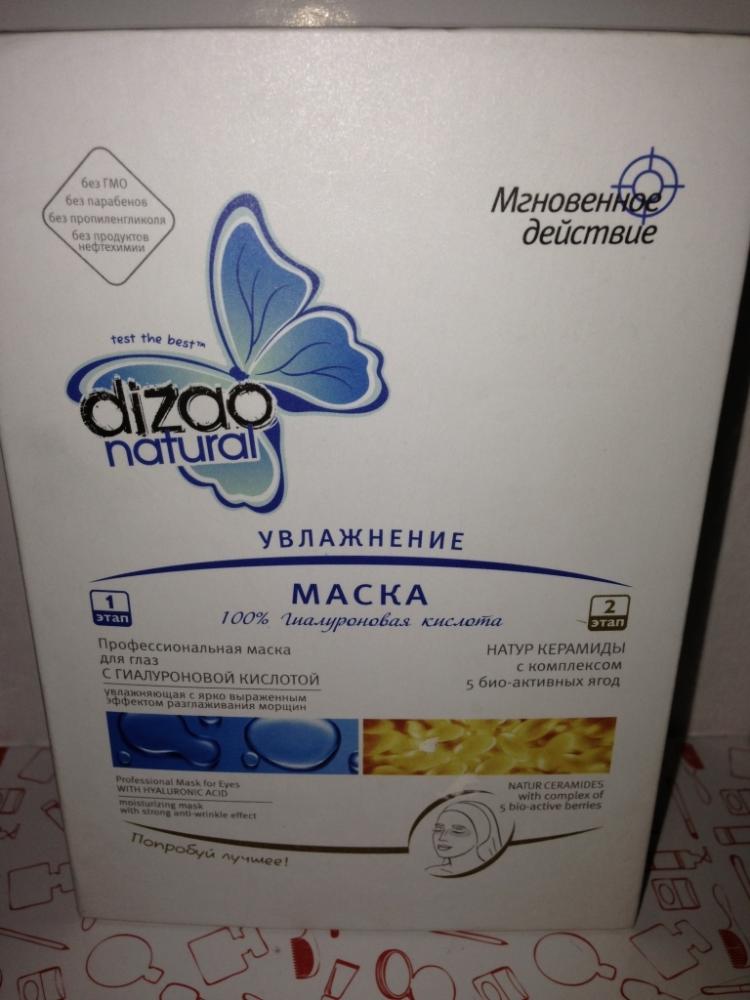 без ГМО
без парабенов
без пропиленгликоля
без продуктов
нефтехимии
Мгновенное
действие
test the best™
dizao
natural
УВЛАЖНЕНИЕ
МАСКА
100% Гиалуроновая кислота
1
этап
2
этап
Профессиональная маска
для глаз
С ГИАЛУРОНОВОЙ КИСЛОТОЙ
увлажняющая с ярко выраженным
эффектом разглаживания морщин
НАТУР КЕРАМИДЫ
с комплексом
5 био-активных ягод
Professional Mask for Eyes
WITH HYALURONIC ACID
moisturizing mask
with strong anti-wrinkle effect
NATUR CERAMIDES
with complex of
5 bio-active berries
Попробуй лучшее!